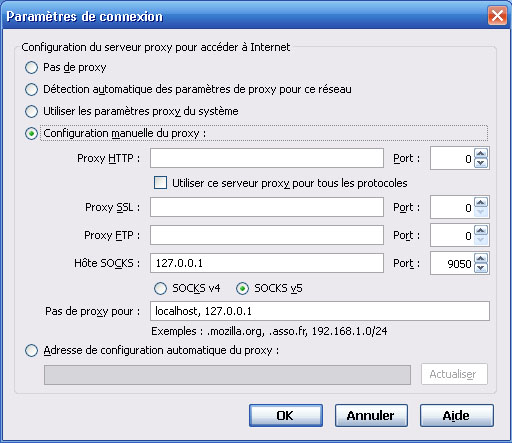 Paramètres de connexion
Configuration du serveur proxy pour accéder à Internet
Pas de proxy
Détection automatique des paramètres de proxy pour ce réseau
Utiliser les paramètres proxy du système
Configuration manuelle du proxy :
Proxy HTTP : Port : 0
Utiliser ce serveur proxy pour tous les protocoles
Proxy SSL : Port : 0
Proxy FTP : Port : 0
Hôte SOCKS : 127.0.0.1 Port : 9050
SOCKS v4 SOCKS v5
Pas de proxy pour : localhost, 127.0.0.1
Exemples : .mozilla.org, .asso.fr, 192.168.1.0/24
Adresse de configuration automatique du proxy :
Actualiser
OK Annuler Aide